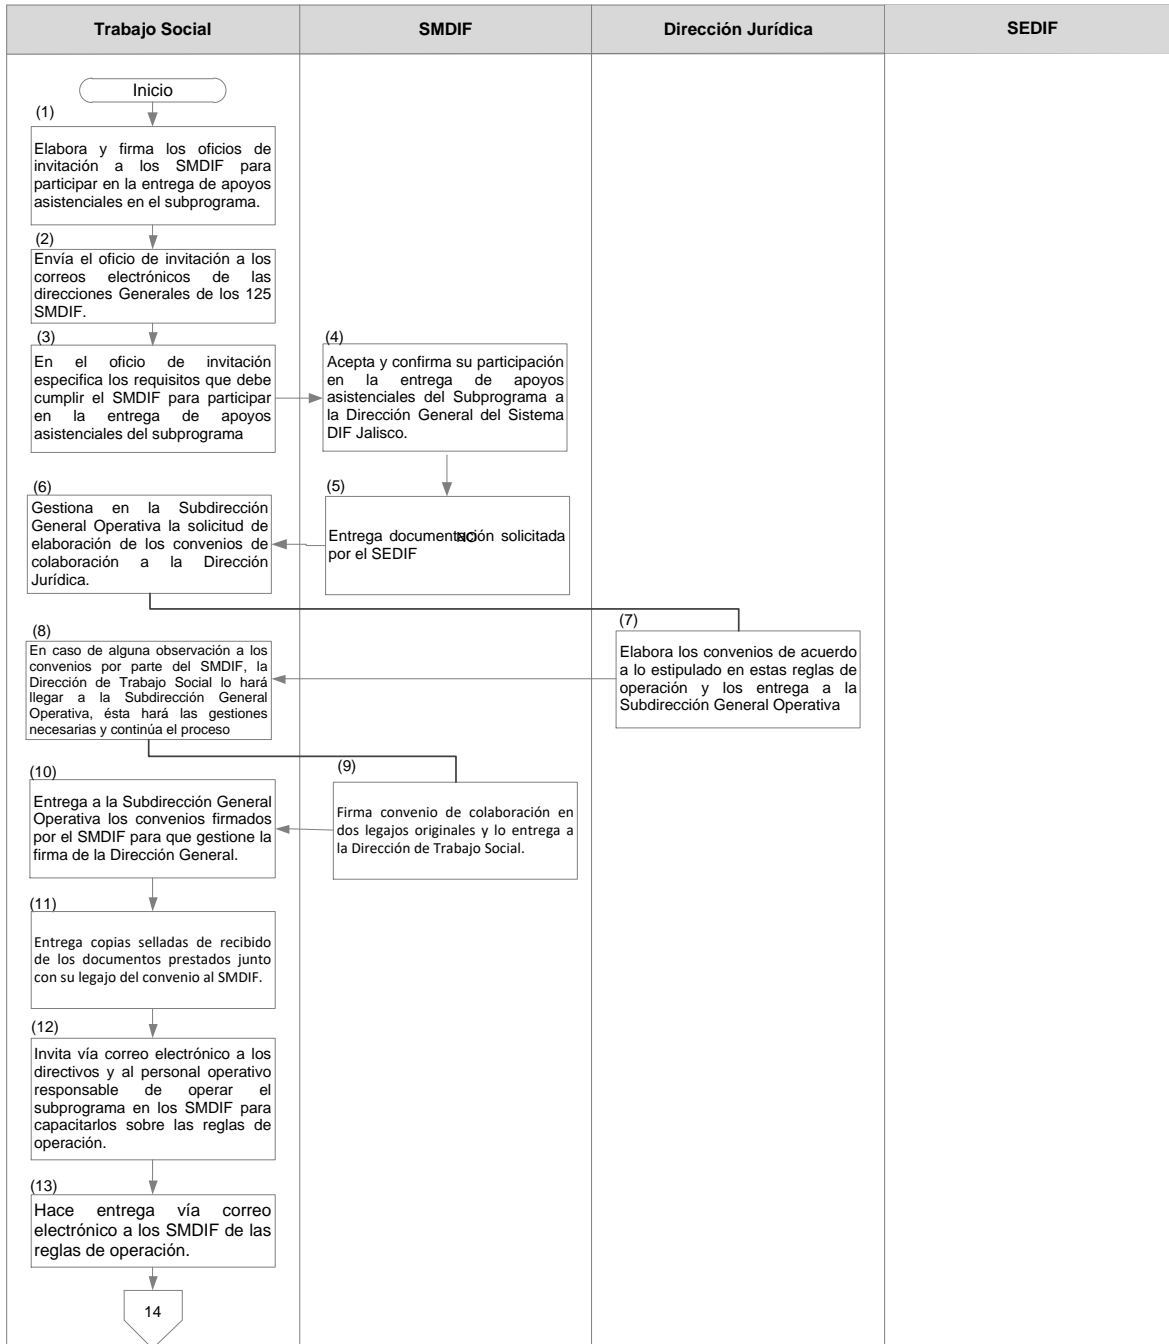 Trabajo Social
SMDIF
Dirección Jurídica
SEDIF
Inicio
(1)
Elabora y firma los oficios de
invitación a los SMDIF para
participar en la entrega de apoyos
asistenciales en el subprograma.
(2)
Envía el oficio de invitación a los
correos electrónicos de las
direcciones Generales de los 125
SMDIF.
(3)
En el oficio de invitación
especifica los requisitos que debe
cumplir el SMDIF para participar
en la entrega de apoyos
asistenciales del subprograma
(4)
Acepta y confirma su participación
en la entrega de apoyos
asistenciales del Subprograma a
la Dirección General del Sistema
DIF Jalisco.
(5)
Entrega documentación solicitada
por el SEDIF
NO
(6)
Gestiona en la Subdirección
General Operativa la solicitud de
elaboración de los convenios de
colaboración a la Dirección
Jurídica.
(7)
Elabora los convenios de acuerdo
a lo estipulado en estas reglas de
operación y los entrega a la
Subdirección General Operativa
(8)
En caso de alguna observación a los
convenios por parte del SMDIF, la
Dirección de Trabajo Social lo hará
llegar a la Subdirección General
Operativa, ésta hará las gestiones
necesarias y continúa el proceso
(9)
Firma convenio de colaboración en
dos legajos originales y lo entrega a
la Dirección de Trabajo Social.
(10)
Entrega a la Subdirección General
Operativa los convenios firmados
por el SMDIF para que gestione la
firma de la Dirección General.
(11)
Entrega copias selladas de recibido
de los documentos prestados junto
con su legajo del convenio al SMDIF.
(12)
Invita vía correo electrónico a los
directivos y al personal operativo
responsable de operar el
subprograma en los SMDIF para
capacitarlos sobre las reglas de
operación.
(13)
Hace entrega vía correo
electrónico a los SMDIF de las
reglas de operación.
14